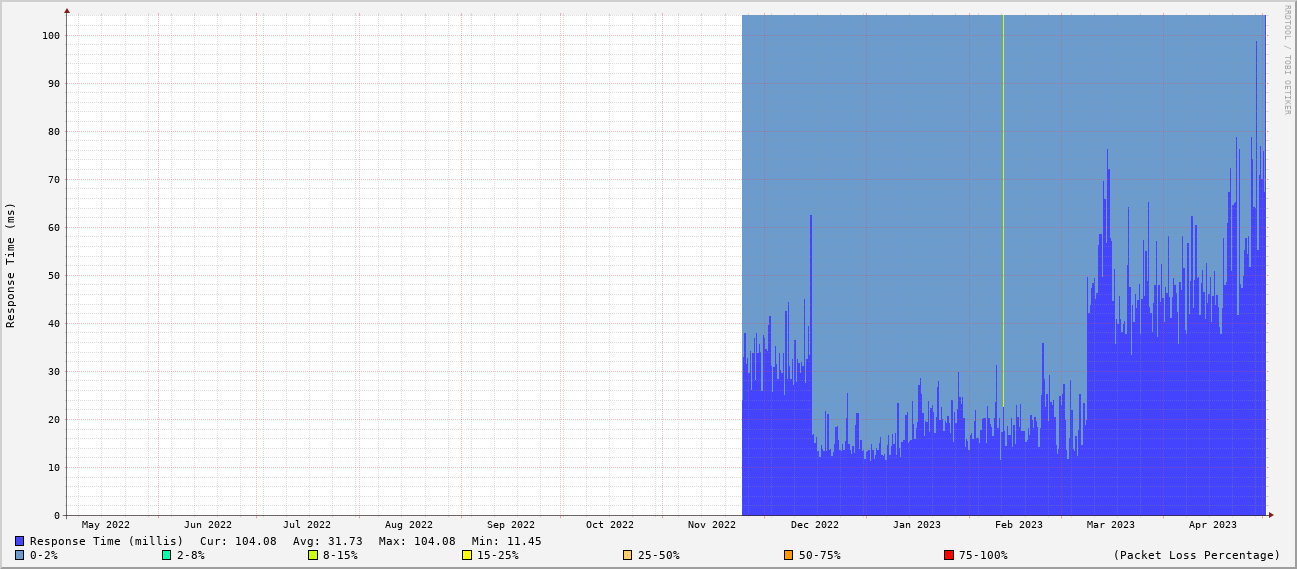 RRDTOOL / TOBI OETIKER
Response Time (ms)
100
90
80
70
60
50
40
30
20
10
0
May 2022 Jun 2022 Jul 2022 Aug 2022 Sep 2022 Oct 2022 Nov 2022 Dec 2022 Jan 2023 Feb 2023 Mar 2023 Apr 2023
Response Time (millis) Cur: 104.08 Avg: 31.73 Max: 104.08 Min: 11.45
0-2% 2-8% 8-15% 15-25% 25-50% 50-75% 75-100% (Packet Loss Percentage)